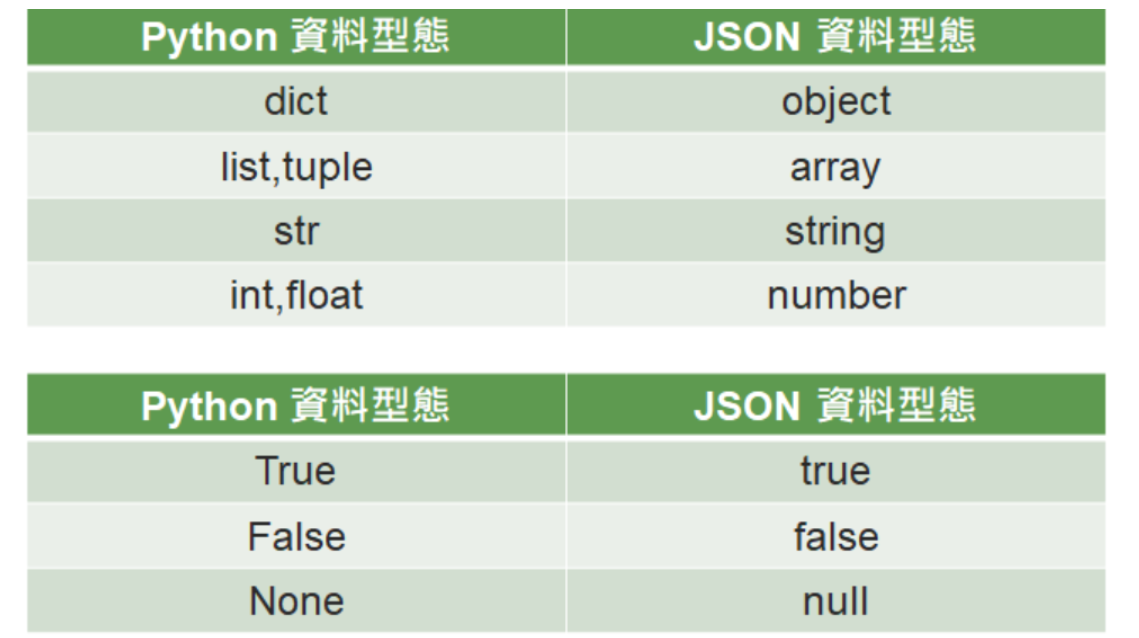 Python 資料型態 JSON 資料型態
dict object
list,tuple array
str string
int,float number
Python 資料型態 JSON 資料型態
True true
False false
None null